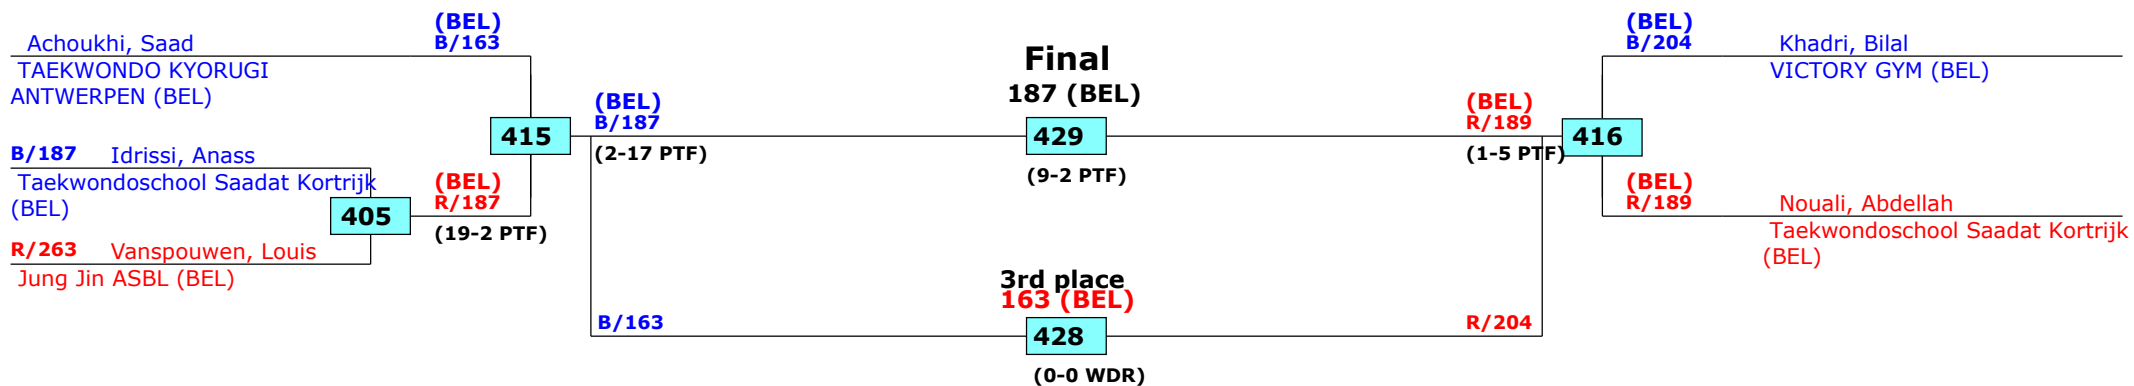 (BEL)
B/163
Achoukhi, Saad
TAEKWONDO KYORUGI
ANTWERPEN (BEL)
B/187 Idrissi, Anass
Taekwondoschool Saadat Kortrijk
(BEL)
R/263 Vanspouwen, Louis
Jung Jin ASBL (BEL)
405
(BEL)
R/187
(19-2 PTF)
415
(BEL)
B/187
(2-17 PTF)
Final
187 (BEL)
429
(9-2 PTF)
3rd place
163 (BEL)
B/163
428
R/204
(0-0 WDR)
(BEL)
R/189
(1-5 PTF)
416
(BEL)
B/204
Khadri, Bilal
VICTORY GYM (BEL)
(BEL)
R/189
Nouali, Abdellah
Taekwondoschool Saadat Kortrijk
(BEL)